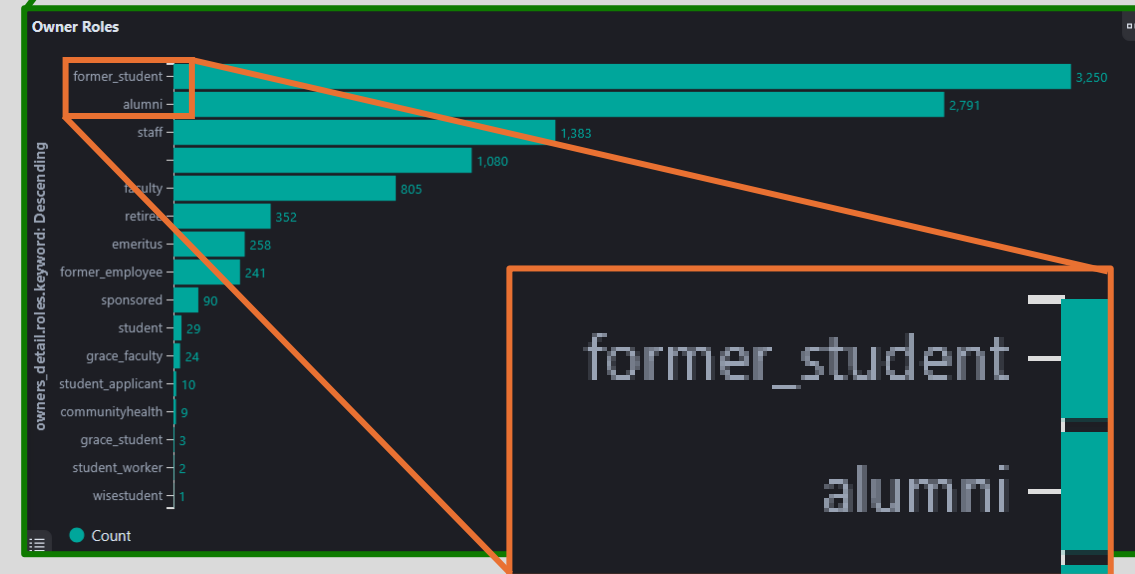 Owner Roles
former_student 3,250
alumni 2,791
staff 1,383
1,080
faculty 805
retiree 352
emeritus 258
former_employee 241
sponsored 90
student 29
grace_faculty 24
student_applicant 10
communityhealth 9
grace_student 3
student_worker 2
wisestudent 1
owners_detail.roles.keyword: Descending
Count
former_student
alumni